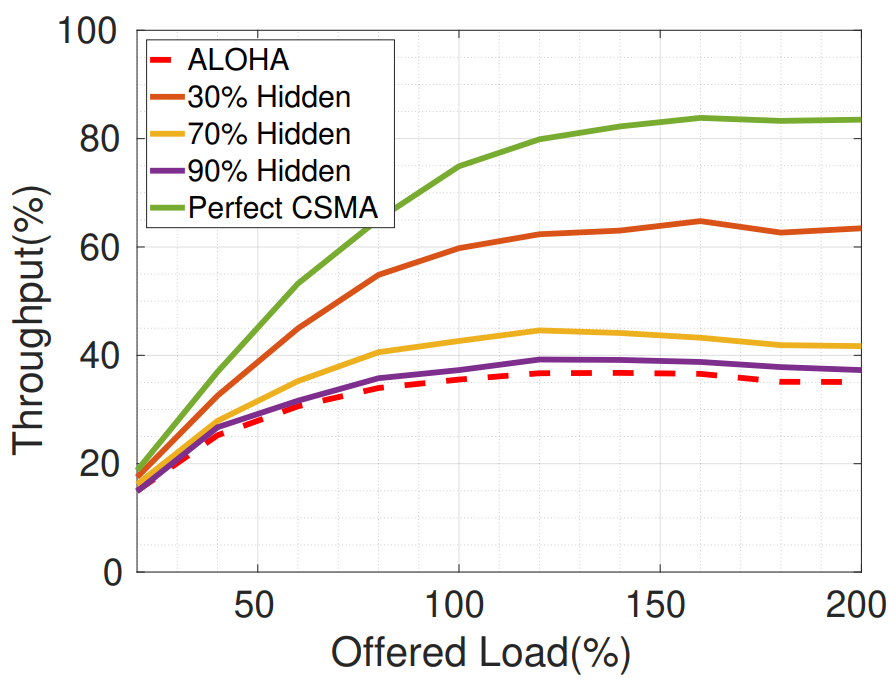 100
80
60
40
20
0
Throughput(%)
ALOHA
30% Hidden
70% Hidden
90% Hidden
Perfect CSMA
50
100
150
200
Offered Load(%)